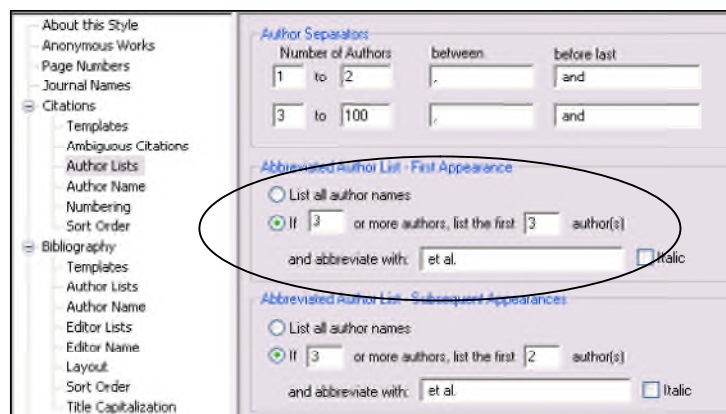 About this Style
Anonymous Works
Page Numbers
Journal Names
Citations
Templates
Ambiguous Citations
Author Lists
Author Name
Numbering
Sort Order
Bibliography
Templates
Author Lists
Author Name
Editor Lists
Editor Name
Layout
Sort Order
Title Capitalization
Author Separators
Number of Authors between before last
1 to 2 , and
3 to 100 , and
Abbreviated Author List - First Appearance
List all author names
If 3 or more authors, list the first 3 author(s)
and abbreviate with: et al. Italic
Abbreviated Author List - Subsequent Appearances
List all author names
If 3 or more authors, list the first 2 author(s)
and abbreviate with: et al. Italic